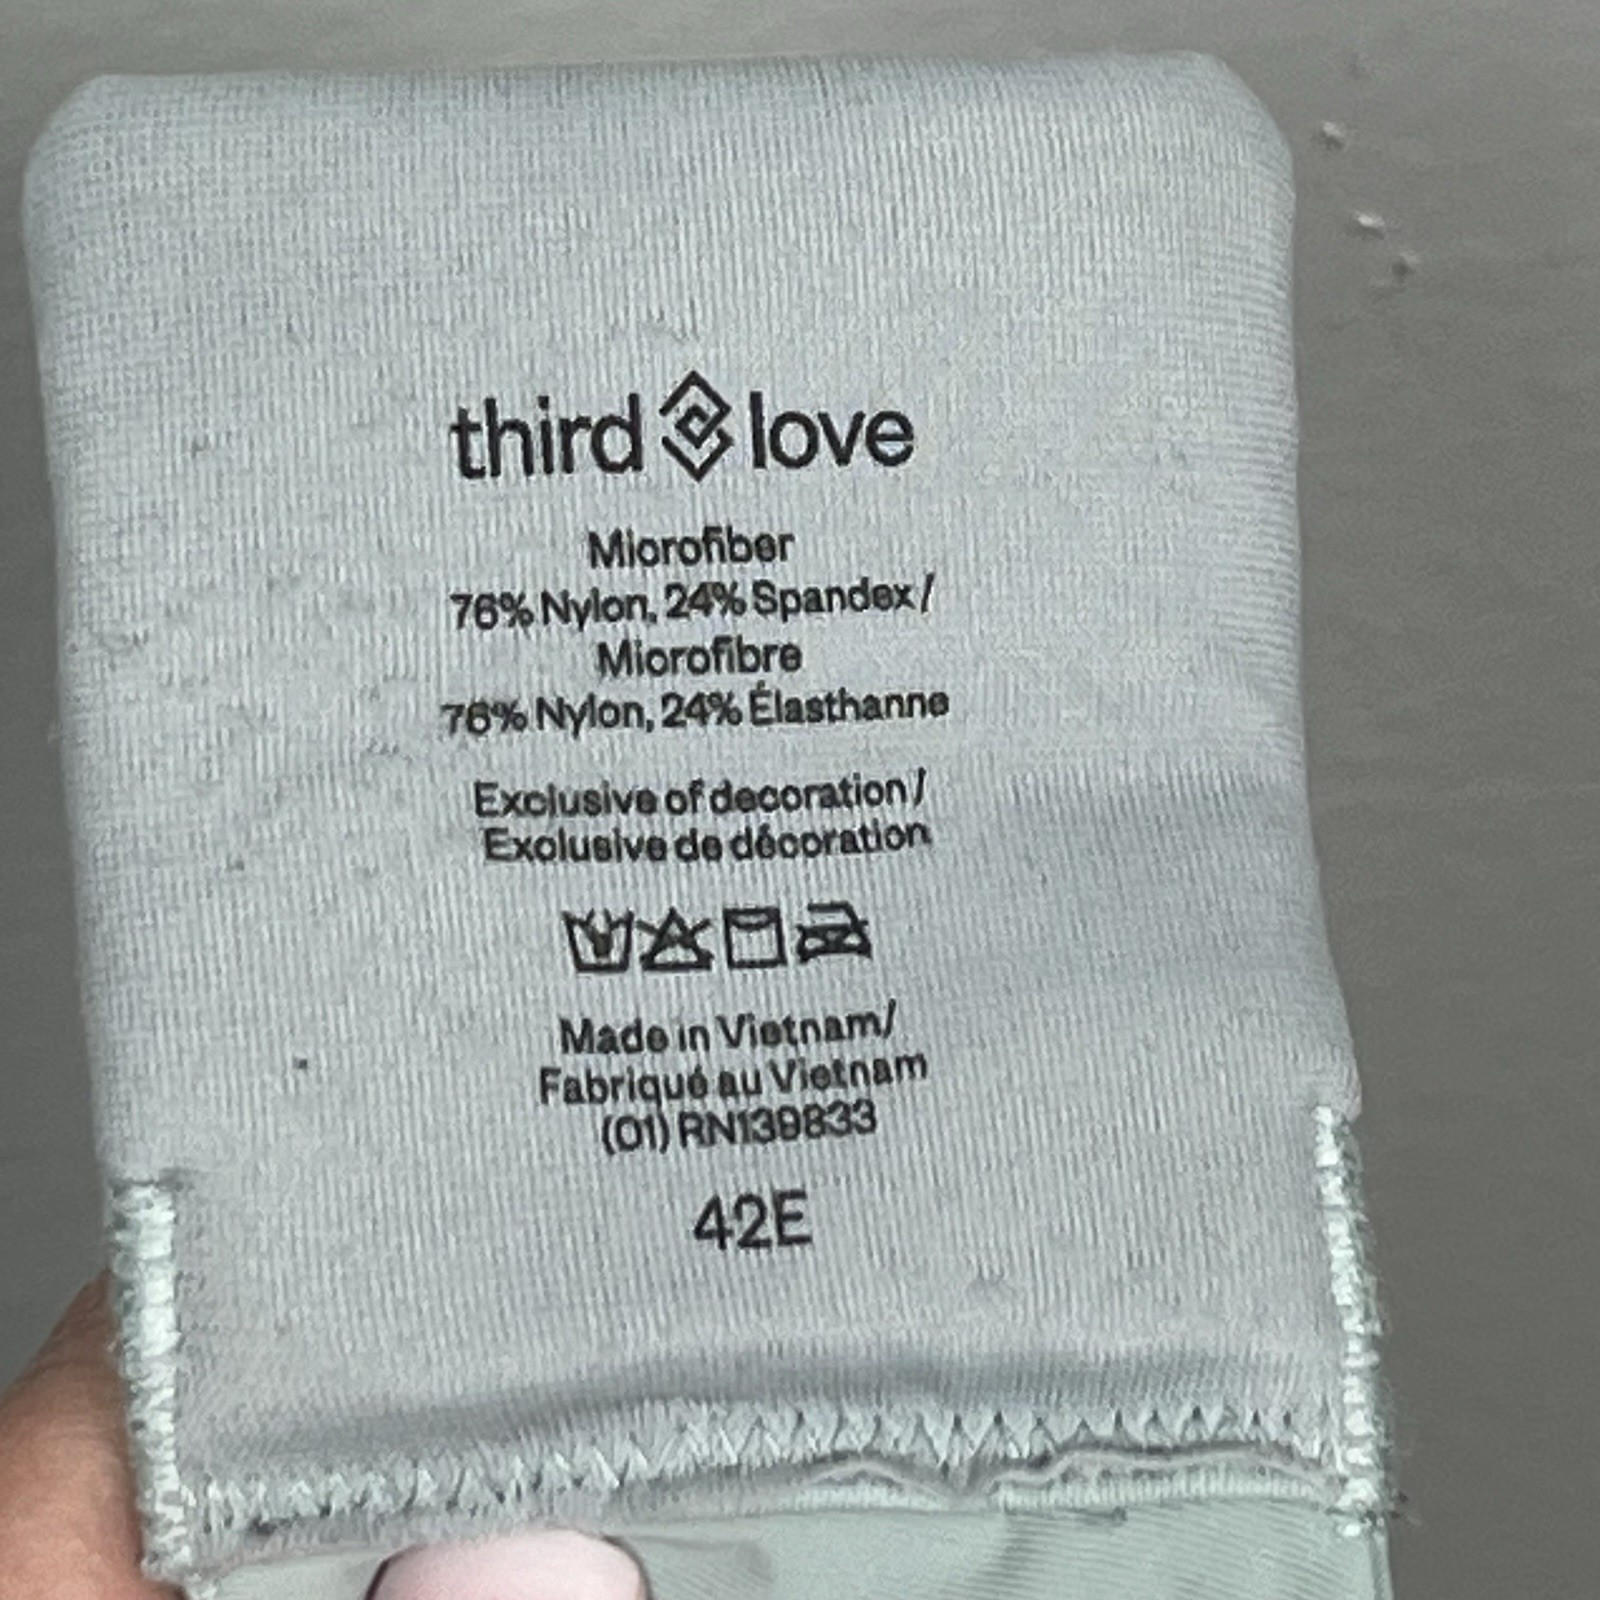 third love
Microfiber
76% Nylon, 24% Spandex /
Microfibre
76% Nylon, 24% Élasthanne
Exclusive of decoration /
Exclusive de décoration
Made in Vietnam/
Fabriqué au Vietnam
(01) RN139833
42E